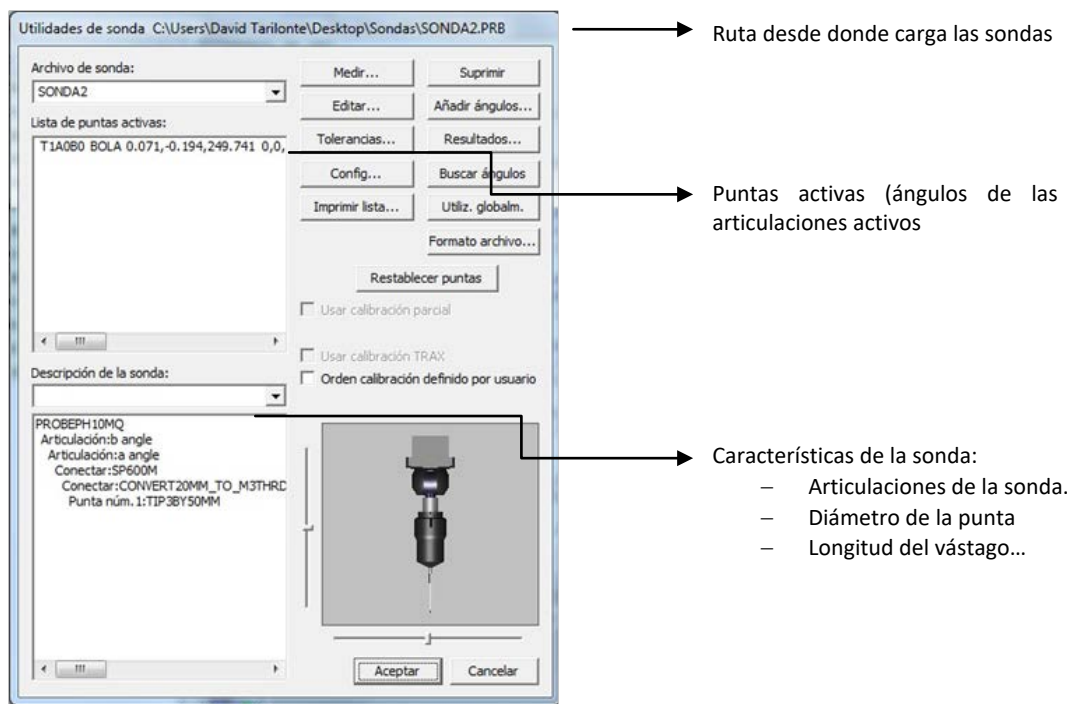 Utilidades de sonda C:\Users\David Tarilonte\Desktop\Sondas\SONDA2.PRB
Ruta desde donde carga las sondas
Archivo de sonda:
SONDA2
Medir...
Suprimir
Editar...
Añadir ángulos...
Lista de puntas activas:
T1A0B0 BOLA 0.071,-0.194,249.741 0,0,
Tolerancias...
Resultados...
Config...
Buscar ángulos
Imprimir lista...
Utiliz. globalm.
Formato archivo...
Restablecer puntas
Puntas activas (ángulos de las
articulaciones activos
Usar calibración parcial
Usar calibración TRAX
Orden calibración definido por usuario
Descripción de la sonda:
PROBEPH10MQ
Articulación:b angle
Articulación:a angle
Conectar:SP600M
Conectar:CONVERT20MM_TO_M3THRD
Punta núm.1:TIP3BY50MM
Características de la sonda:
– Articulaciones de la sonda.
– Diámetro de la punta
– Longitud del vástago...
Aceptar
Cancelar